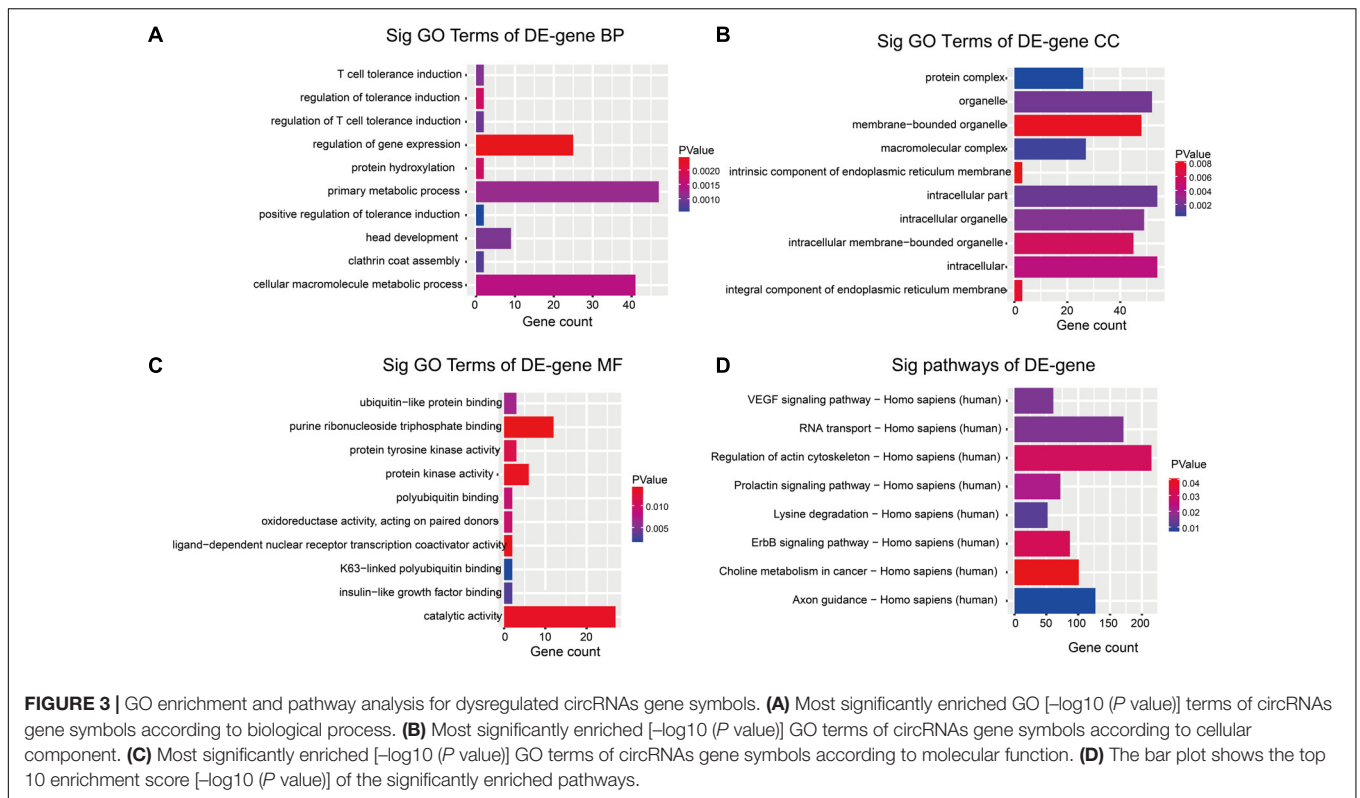 A
Sig GO Terms of DE-gene BP
T cell tolerance induction
regulation of tolerance induction
regulation of T cell tolerance induction
regulation of gene expression
protein hydroxylation
primary metabolic process
positive regulation of tolerance induction
head development
clathrin coat assembly
cellular macromolecule metabolic process
0 10 20 30 40
Gene count
PValue
0.0020
0.0015
0.0010
B
Sig GO Terms of DE-gene CC
protein complex
organelle
membrane-bounded organelle
macromolecular complex
intrinsic component of endoplasmic reticulum membrane
intracellular part
intracellular organelle
intracellular membrane-bounded organelle
intracellular
integral component of endoplasmic reticulum membrane
0 20 40
Gene count
PValue
0.008
0.006
0.004
0.002
C
Sig GO Terms of DE-gene MF
ubiquitin-like protein binding
purine ribonucleoside triphosphate binding
protein tyrosine kinase activity
protein kinase activity
polyubiquitin binding
oxidoreductase activity, acting on paired donors
ligand-dependent nuclear receptor transcription coactivator activity
K63-linked polyubiquitin binding
insulin-like growth factor binding
catalytic activity
0 10 20
Gene count
PValue
0.010
0.005
D
Sig pathways of DE-gene
VEGF signaling pathway – Homo sapiens (human)
RNA transport – Homo sapiens (human)
Regulation of actin cytoskeleton – Homo sapiens (human)
Prolactin signaling pathway – Homo sapiens (human)
Lysine degradation – Homo sapiens (human)
ErbB signaling pathway – Homo sapiens (human)
Choline metabolism in cancer – Homo sapiens (human)
Axon guidance – Homo sapiens (human)
0 50 100 150 200
Gene count
PValue
0.04
0.03
0.02
0.01
FIGURE 3 | GO enrichment and pathway analysis for dysregulated circRNAs gene symbols. (A) Most significantly enriched GO [–log10 (P value)] terms of circRNAs
gene symbols according to biological process. (B) Most significantly enriched [–log10 (P value)] GO terms of circRNAs gene symbols according to cellular
component. (C) Most significantly enriched [–log10 (P value)] GO terms of circRNAs gene symbols according to molecular function. (D) The bar plot shows the top
10 enrichment score [–log10 (P value)] of the significantly enriched pathways.